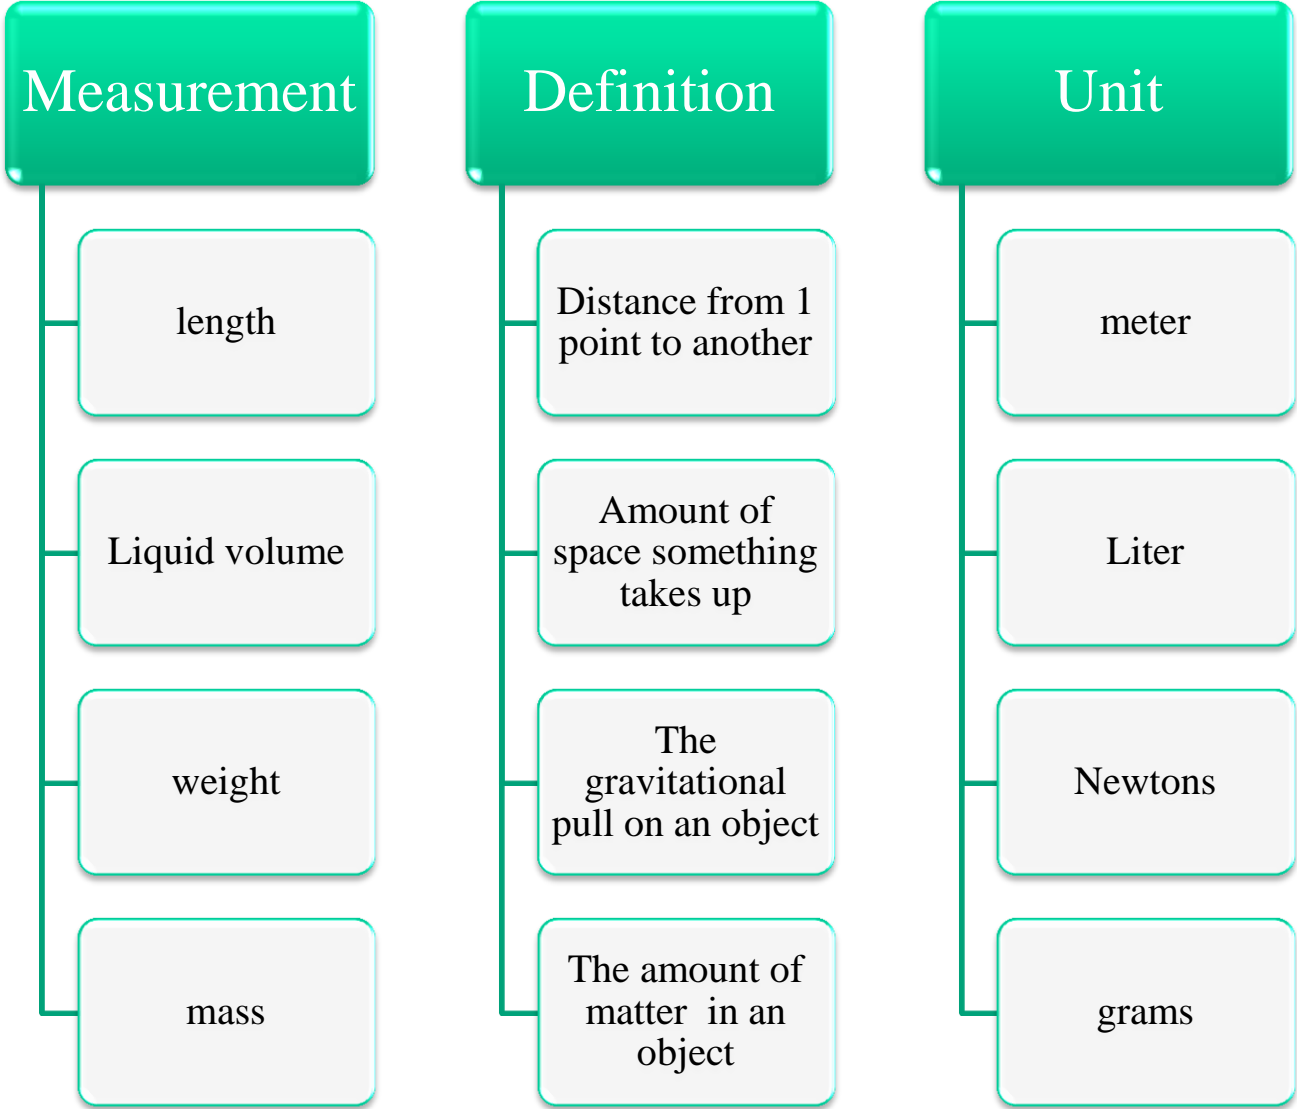 Measurement
length
Liquid volume
weight
mass
Definition
Distance from 1
point to another
Amount of
space something
takes up
The
gravitational
pull on an object
The amount of
matter  in an
object
Unit
meter
Liter
Newtons
grams